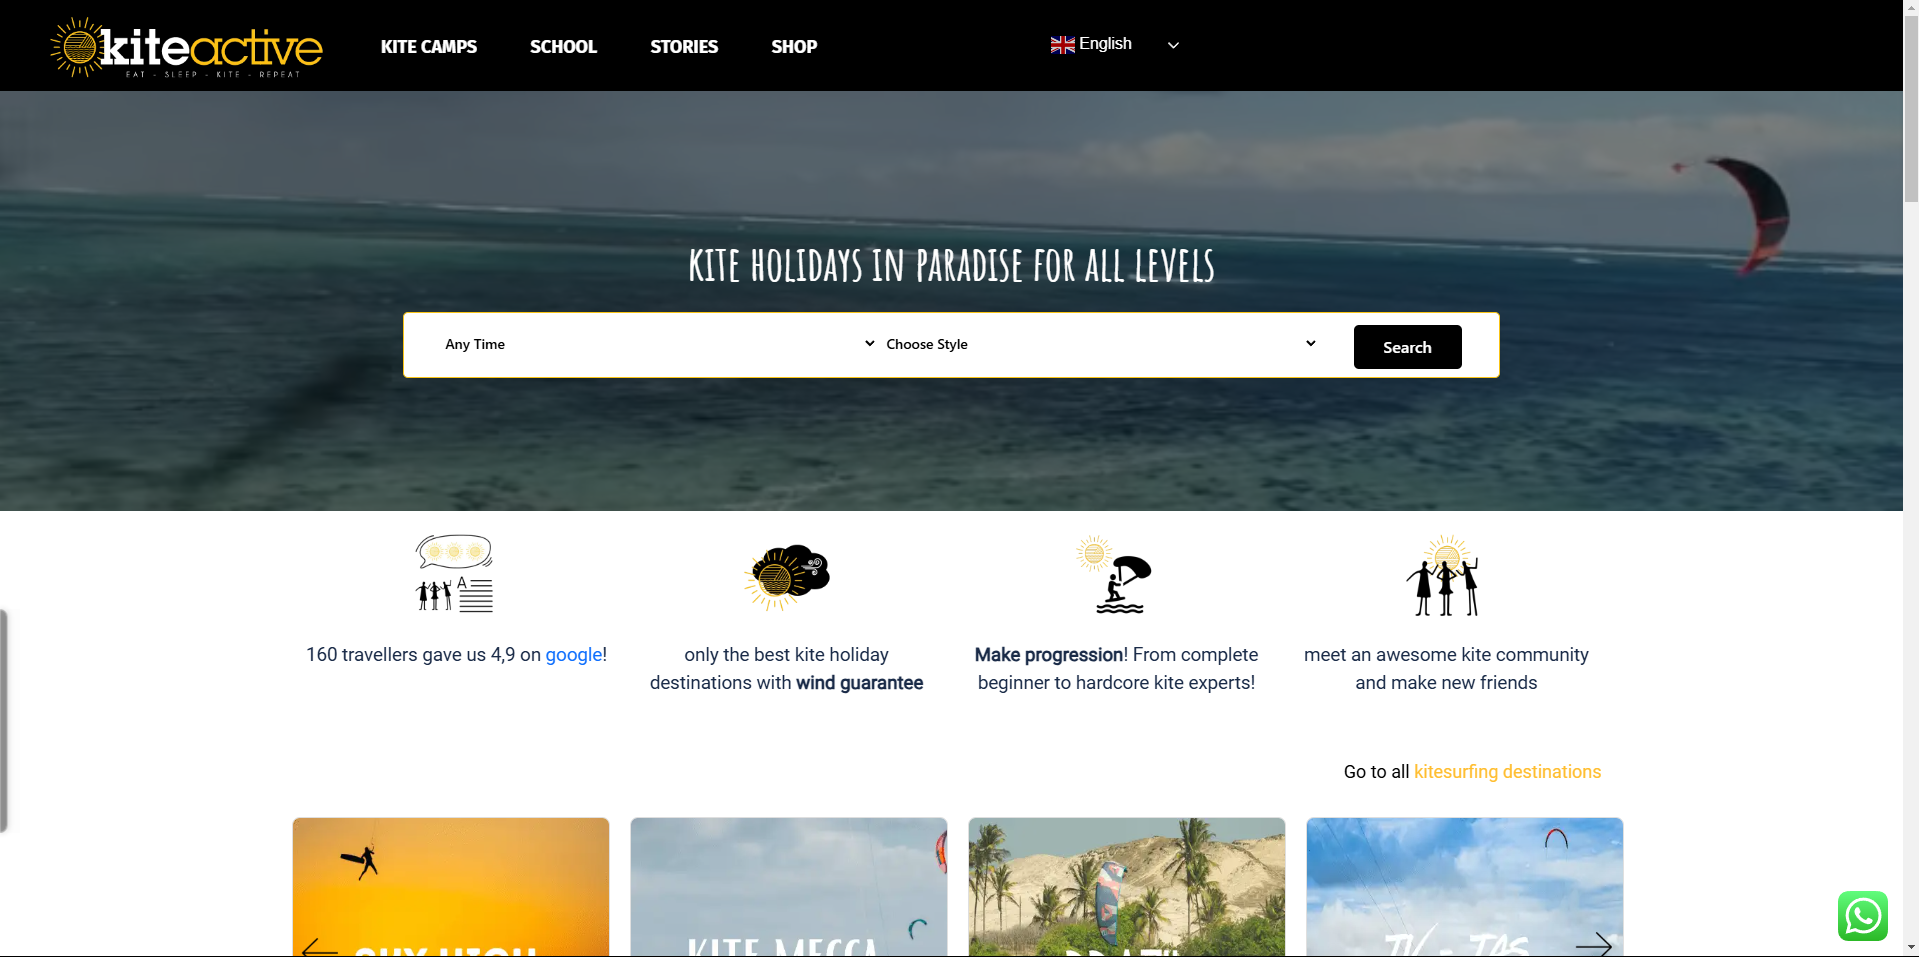 kiteactive
EAT - SLEEP - KITE - REPEAT
KITE CAMPS
SCHOOL
STORIES
SHOP
English
KITE HOLIDAYS IN PARADISE FOR ALL LEVELS
Any Time
Choose Style
Search
A
160 travellers gave us 4,9 on google!
only the best kite holiday
destinations with wind guarantee
Make progression! From complete
beginner to hardcore kite experts!
meet an awesome kite community
and make new friends
Go to all kitesurfing destinations
SKY HIGH
KITE MECCA